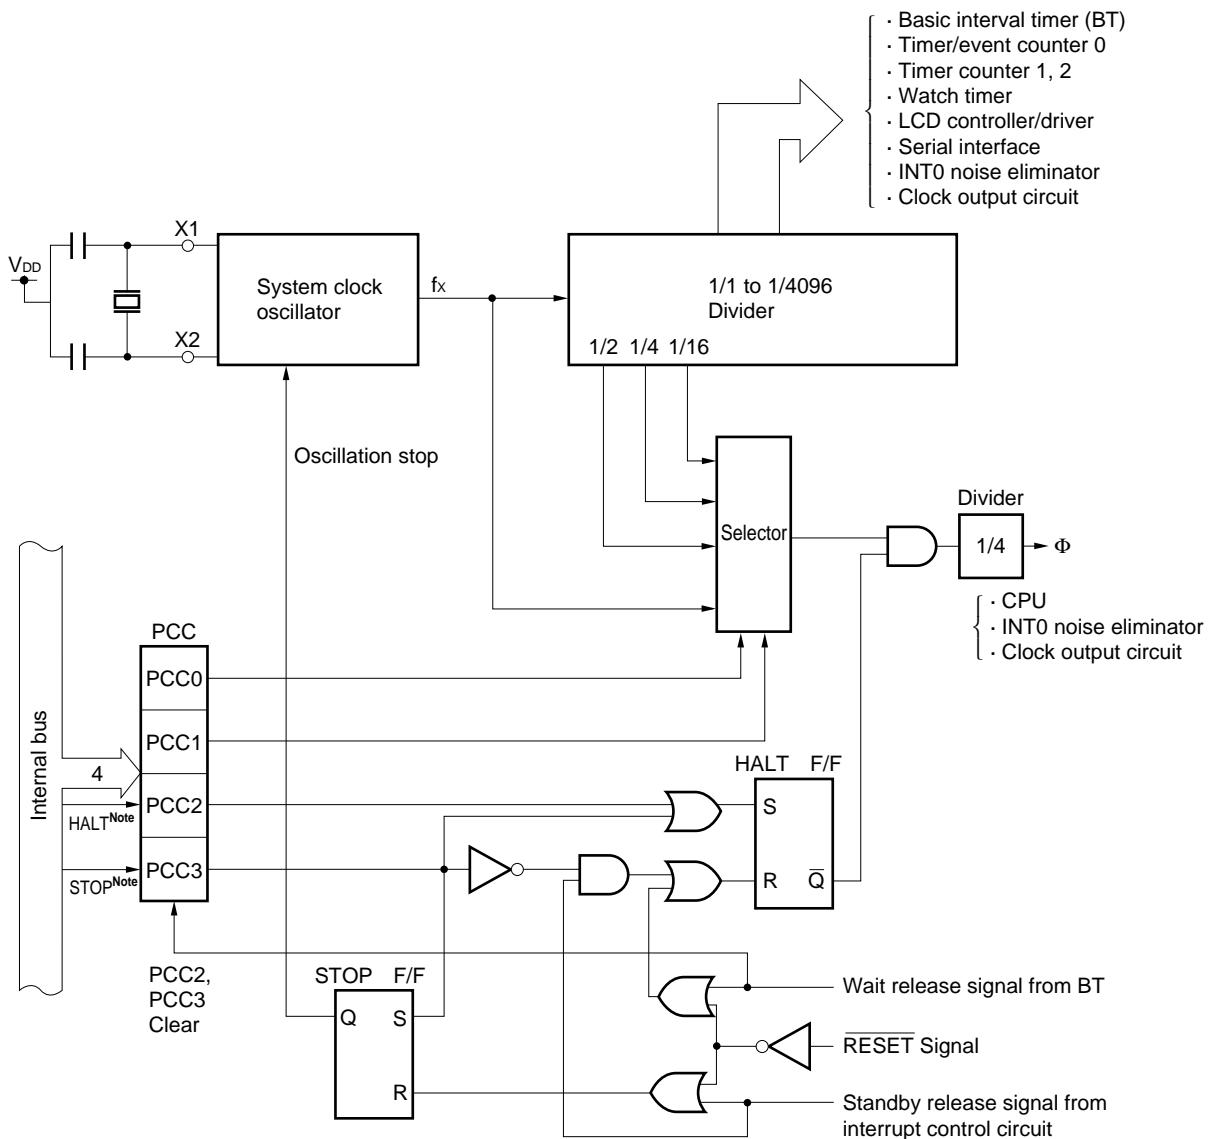 · Basic interval timer (BT)
· Timer/event counter 0
· Timer counter 1, 2
· Watch timer
· LCD controller/driver
· Serial interface
· INT0 noise eliminator
· Clock output circuit
X1
VDD
System clock
oscillator
fX
1/1 to 1/4096
Divider
X2
1/2 1/4 1/16
Oscillation stop
Selector
Divider
1/4
Φ
· CPU
· INT0 noise eliminator
· Clock output circuit
Internal bus
PCC
PCC0
PCC1
4
PCC2
HALTNote
PCC3
STOPNote
HALT F/F
S
R
Q̅
PCC2,
PCC3
Clear
STOP F/F
Q
S
R
Wait release signal from BT
R̅E̅S̅E̅T̅ Signal
Standby release signal from
interrupt control circuit